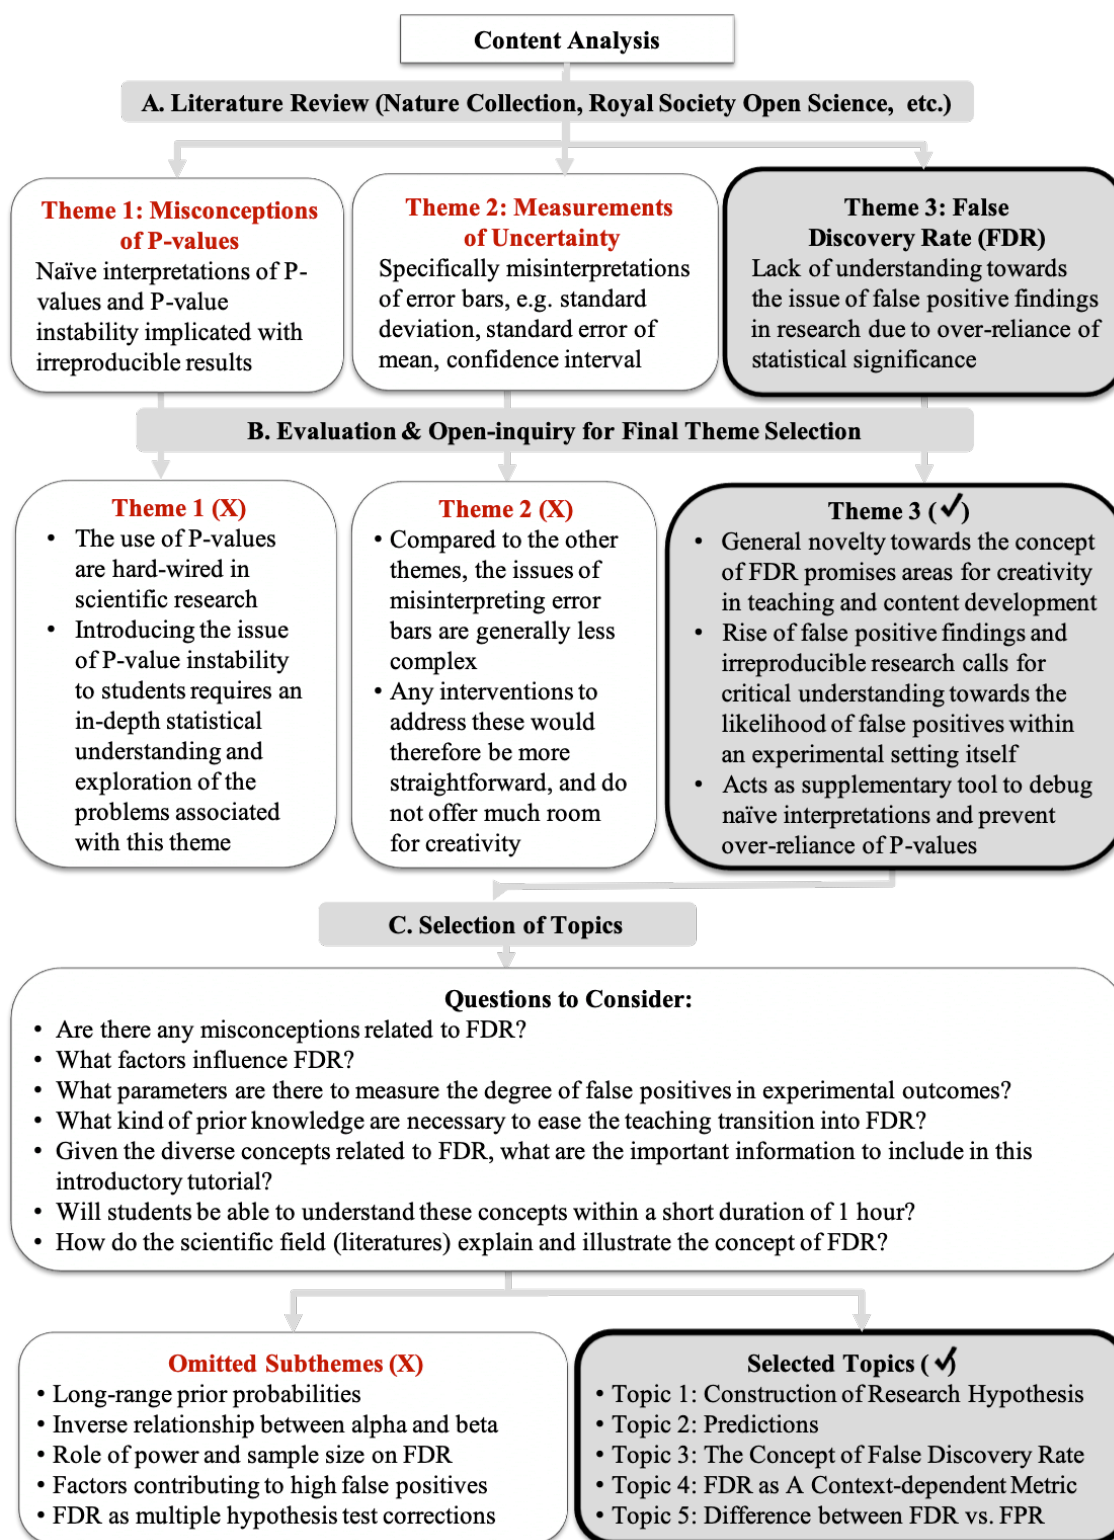 Content Analysis
A. Literature Review (Nature Collection, Royal Society Open Science, etc.)
Theme 1: Misconceptions
of P-values
Naïve interpretations of P-
values and P-value
instability implicated with
irreproducible results
Theme 2: Measurements
of Uncertainty
Specifically misinterpretations
of error bars, e.g. standard
deviation, standard error of
mean, confidence interval
Theme 3: False
Discovery Rate (FDR)
Lack of understanding towards
the issue of false positive findings
in research due to over-reliance of
statistical significance
B. Evaluation & Open-inquiry for Final Theme Selection
Theme 1 (X)
• The use of P-values
are hard-wired in
scientific research
• Introducing the issue
of P-value instability
to students requires an
in-depth statistical
understanding and
exploration of the
problems associated
with this theme
Theme 2 (X)
• Compared to the other
themes, the issues of
misinterpreting error
bars are generally less
complex
• Any interventions to
address these would
therefore be more
straightforward, and do
not offer much room
for creativity
Theme 3 (✓)
• General novelty towards the concept
of FDR promises areas for creativity
in teaching and content development
• Rise of false positive findings and
irreproducible research calls for
critical understanding towards the
likelihood of false positives within
an experimental setting itself
• Acts as supplementary tool to debug
naïve interpretations and prevent
over-reliance of P-values
C. Selection of Topics
Questions to Consider:
• Are there any misconceptions related to FDR?
• What factors influence FDR?
• What parameters are there to measure the degree of false positives in experimental outcomes?
• What kind of prior knowledge are necessary to ease the teaching transition into FDR?
• Given the diverse concepts related to FDR, what are the important information to include in this
introductory tutorial?
• Will students be able to understand these concepts within a short duration of 1 hour?
• How do the scientific field (literatures) explain and illustrate the concept of FDR?
Omitted Subthemes (X)
• Long-range prior probabilities
• Inverse relationship between alpha and beta
• Role of power and sample size on FDR
• Factors contributing to high false positives
• FDR as multiple hypothesis test corrections
Selected Topics (✓)
• Topic 1: Construction of Research Hypothesis
• Topic 2: Predictions
• Topic 3: The Concept of False Discovery Rate
• Topic 4: FDR as A Context-dependent Metric
• Topic 5: Difference between FDR vs. FPR